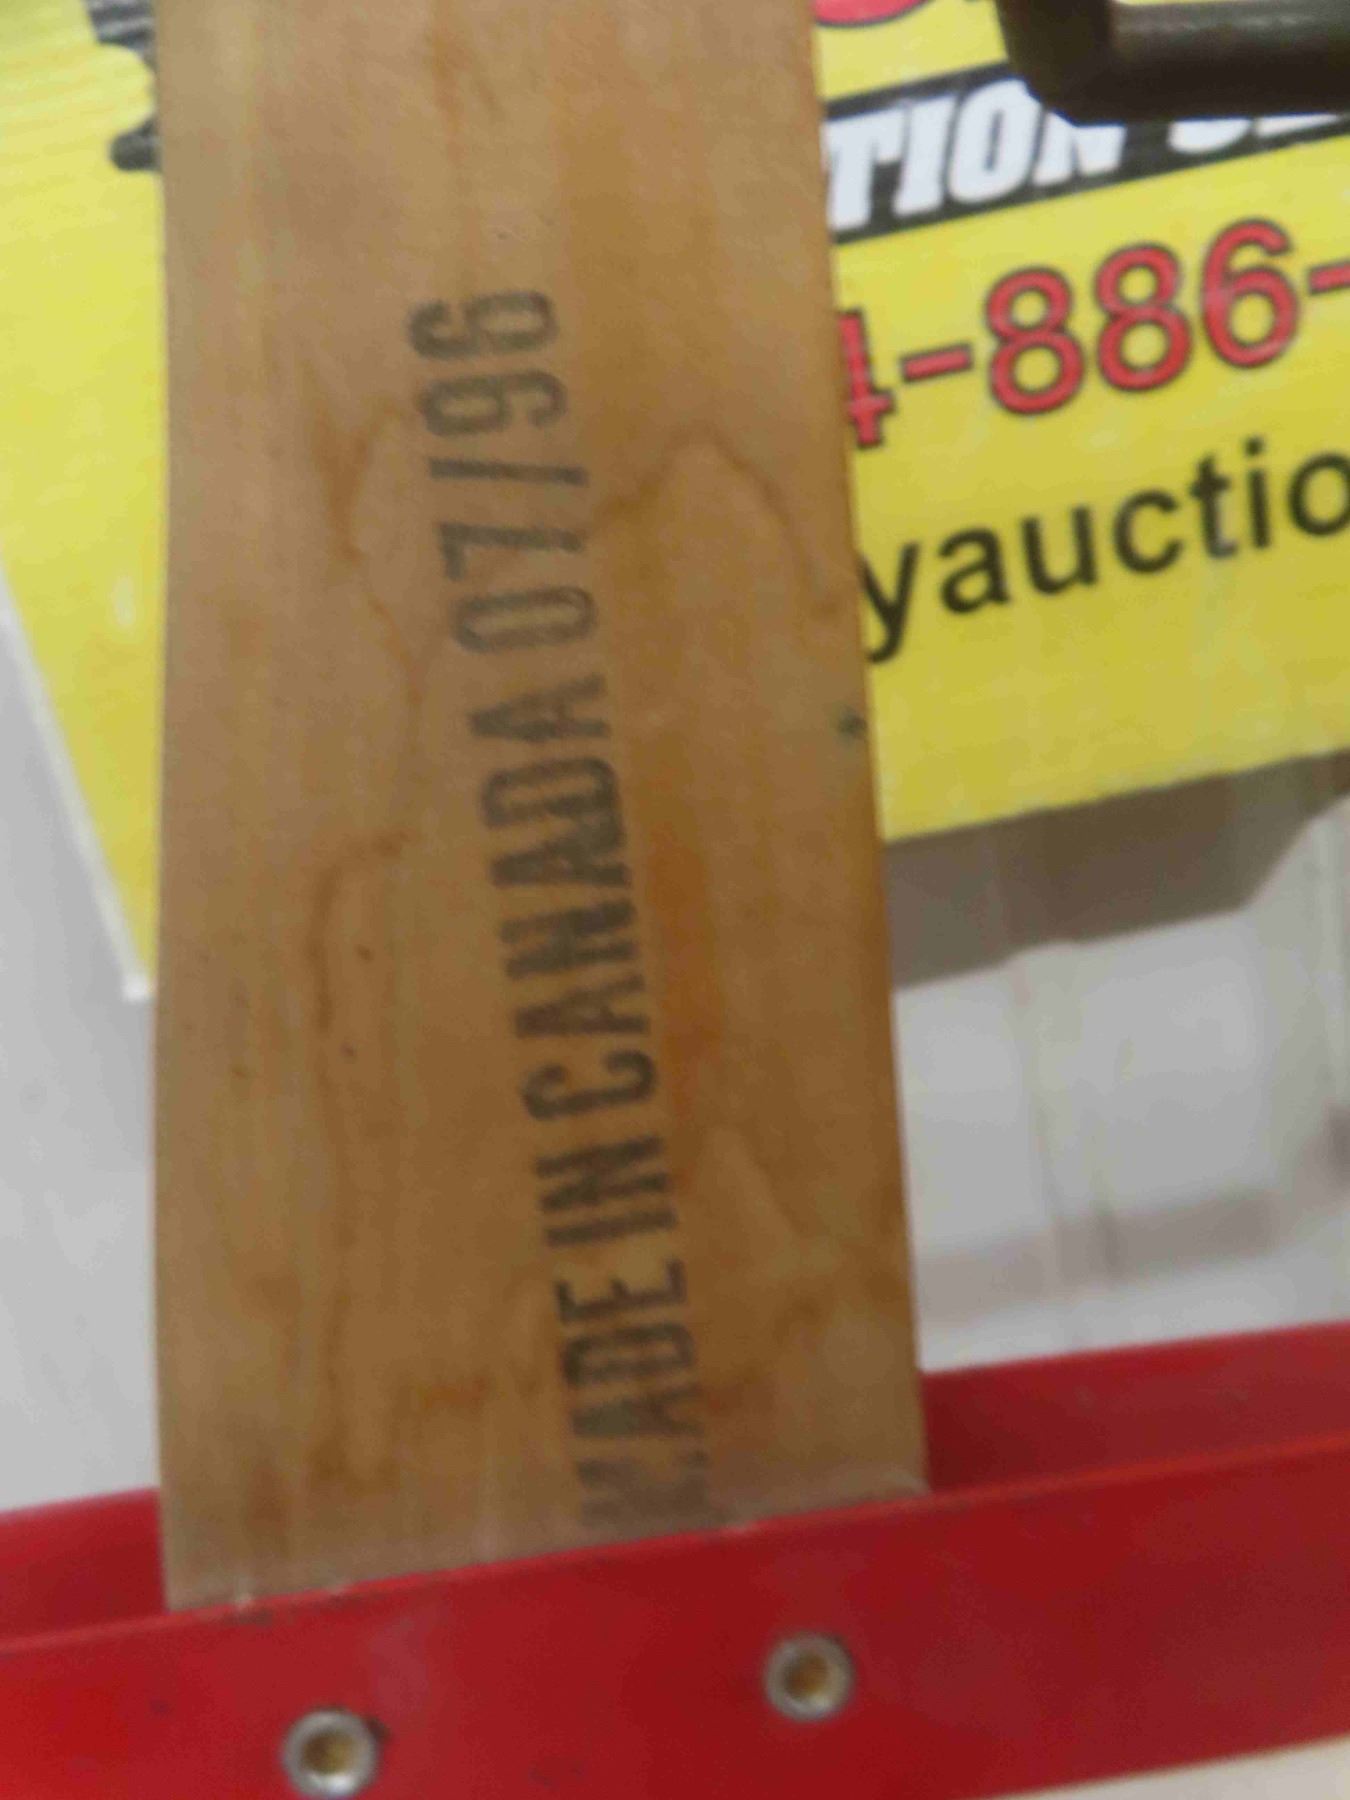 MADE IN CANADA 07/96
TION
4-886-
yauctio